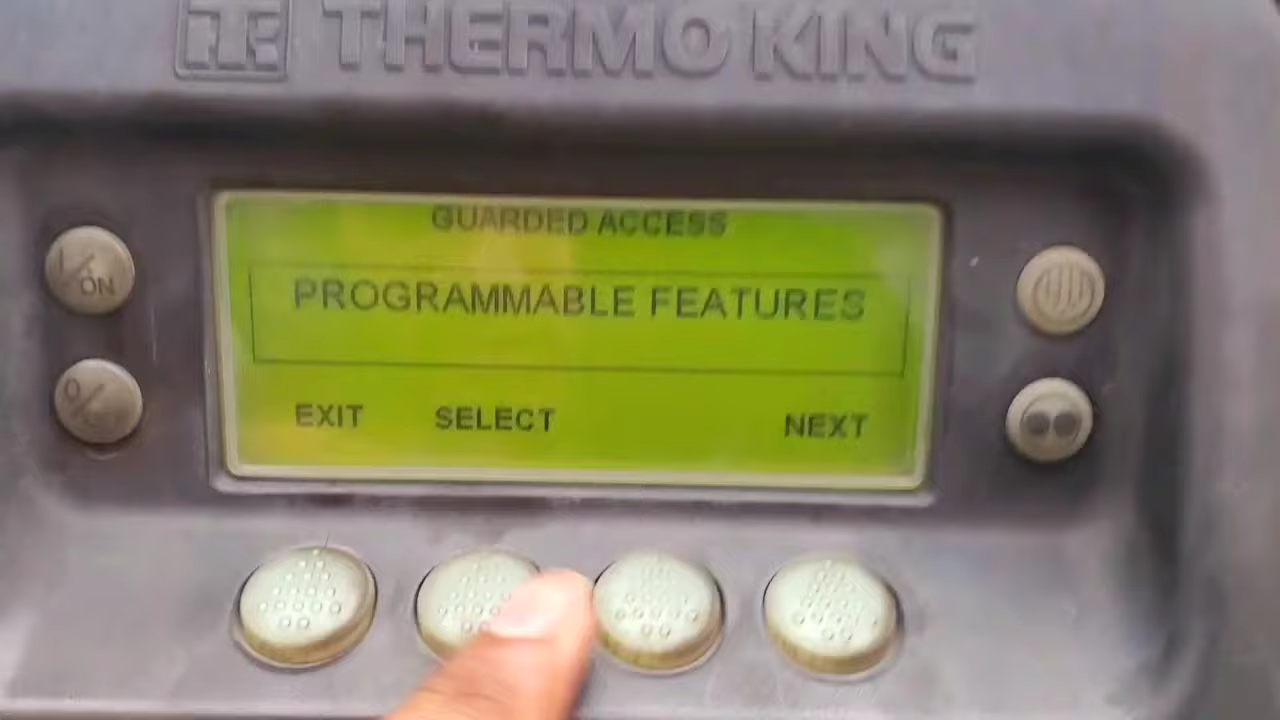 THERMO KING
GUARDED ACCESS
I/ON
PROGRAMMABLE FEATURES
O/
EXIT SELECT NEXT